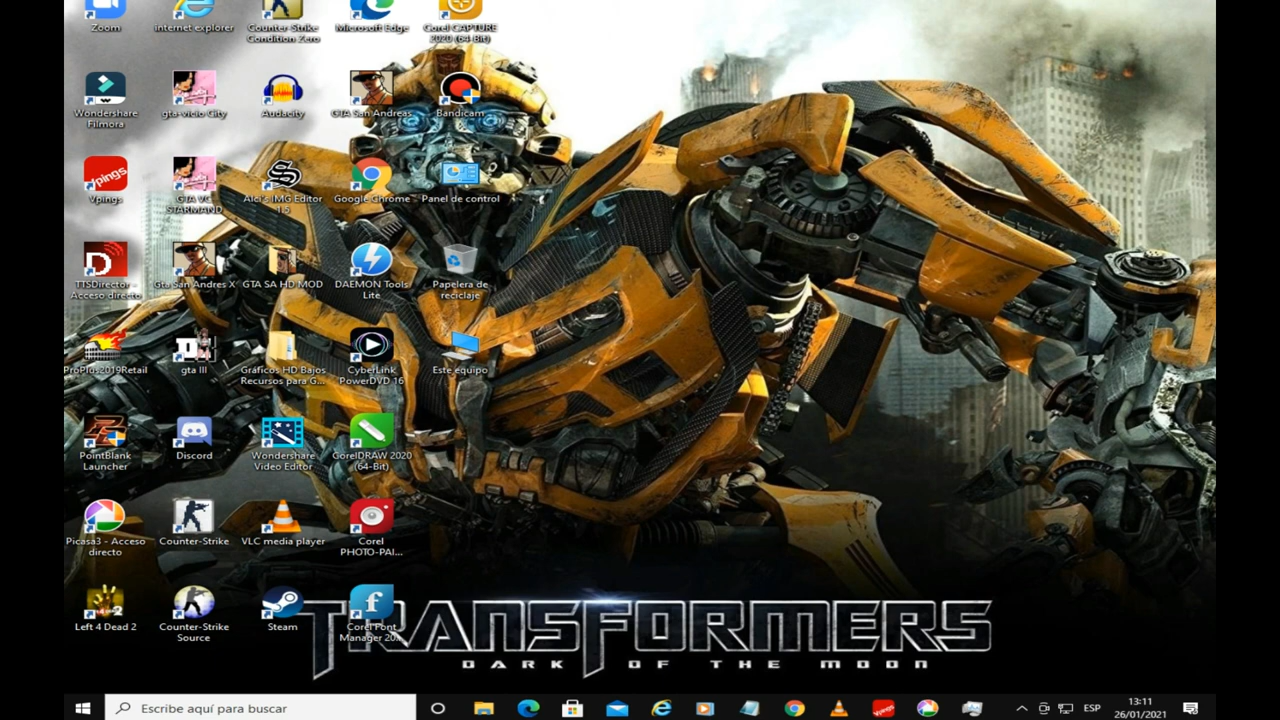 Zoom
internet explorer
Counter-Strike
Condition Zero
Microsoft Edge
Corel CAPTURE
2020 (64-Bit)
Wondershare
Filmora
gta-vicio City
Audacity
GTA San Andreas
Bandicam
Vpings
Vpings
GTA VC
STARMAND
Alci's IMG Editor
1.5
Google Chrome
Panel de control
D
TTSDirector -
Acceso directo
Gta San Andres X
GTA SA HD MOD
DAEMON Tools
Lite
Papelera de
reciclaje
ProPlus2019Retail
gta III
Gráficos HD Bajos
Recursos para G...
CyberLink
PowerDVD 16
Este equipo
PointBlank
Launcher
Discord
Wondershare
Video Editor
CorelDRAW 2020
(64-Bit)
Picasa3 - Acceso
directo
Counter-Strike
VLC media player
Corel
PHOTO-PAI...
2
Left 4 Dead 2
Counter-Strike
Source
Steam
f
Corel Font
Manager 20...
TRANSFORMERS
DARK OF THE MOON
Escribe aquí para buscar
Vpings
ESP
13:11
26/01/2021